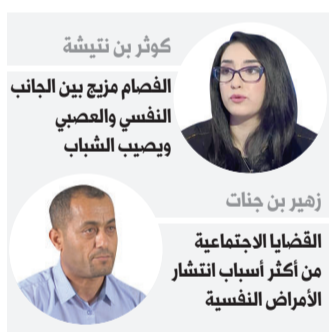 كوثر بن نتيشة
الفصام مزيج بين الجانب
النفسي والعصبي
ويصيب الشباب
زهير بن جنات
القضايا الاجتماعية
من أكثر أسباب انتشار
الأمراض النفسية